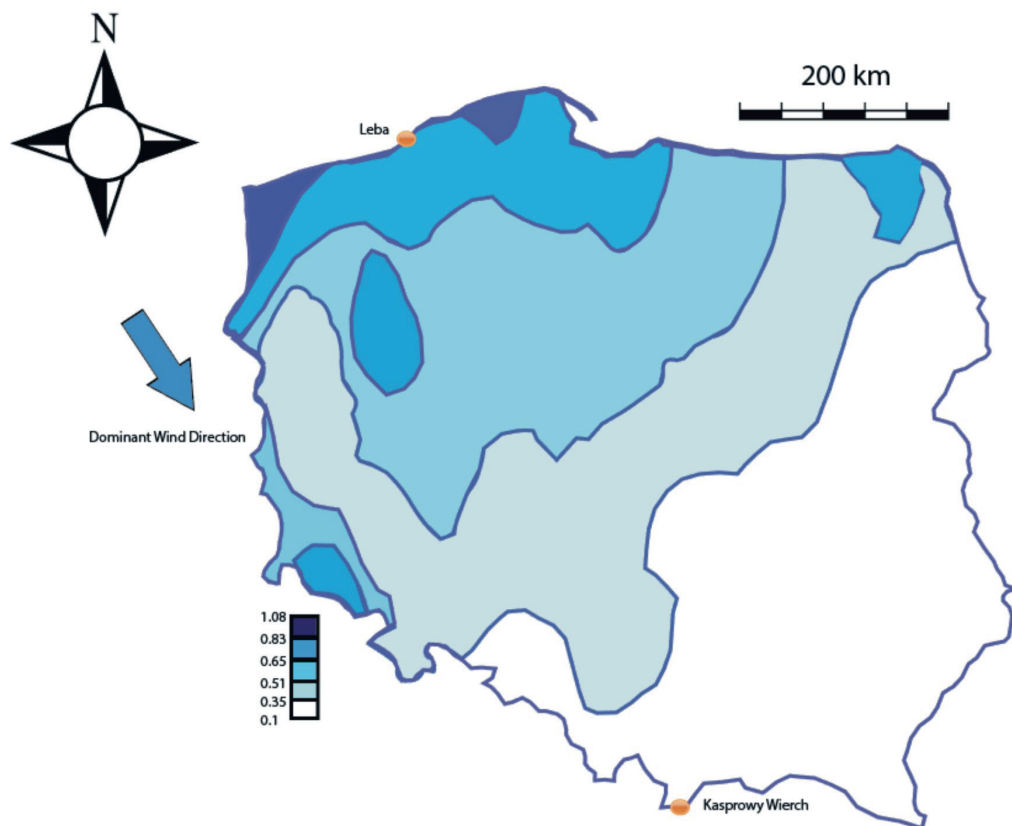 N
200 km
Leba
Dominant Wind Direction
1.08
0.83
0.65
0.51
0.35
0.1
Kasprowy Wierch